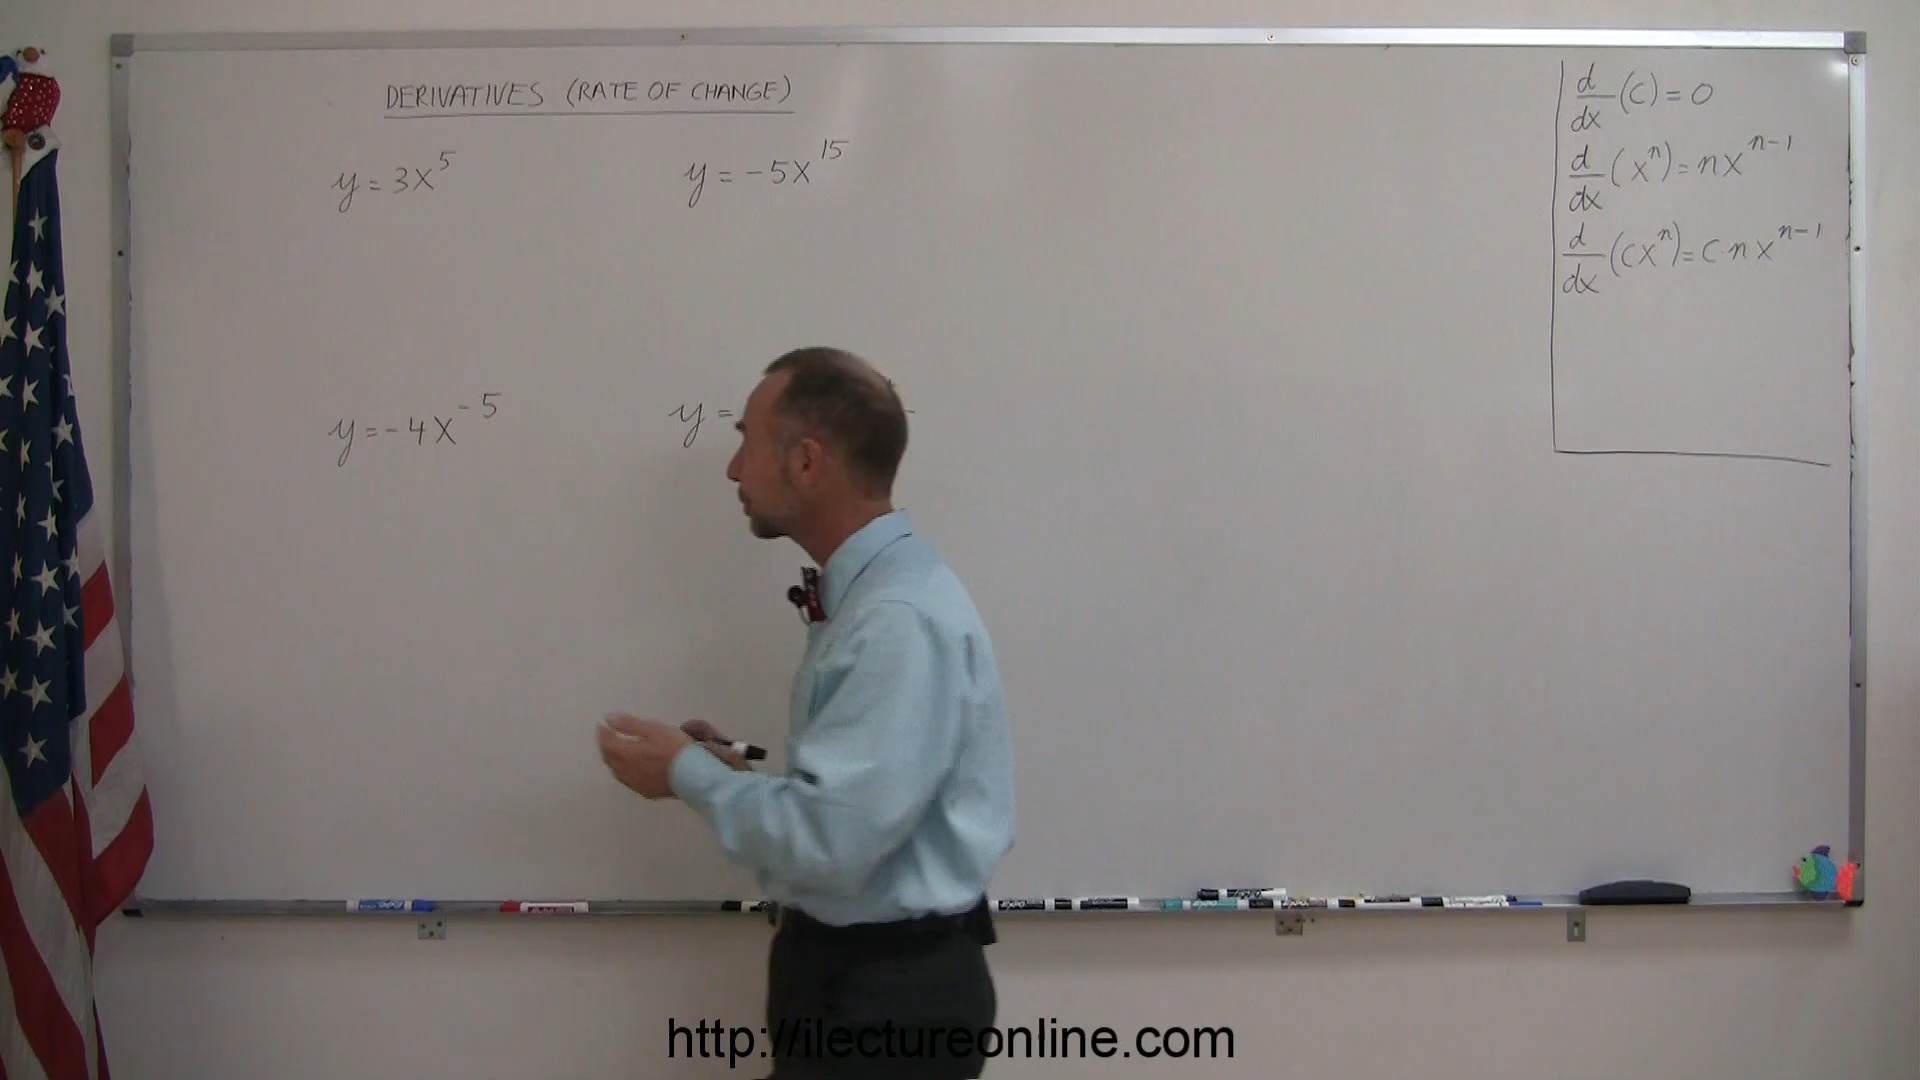 DERIVATIVES (RATE OF CHANGE)
y = 3x^5
y = -5x^15
y = -4x^-5
y =
d/dx (C) = 0
d/dx (x^n) = nx^n-1
d/dx (Cx^n) = C·nx^n-1
http://ilectureonline.com